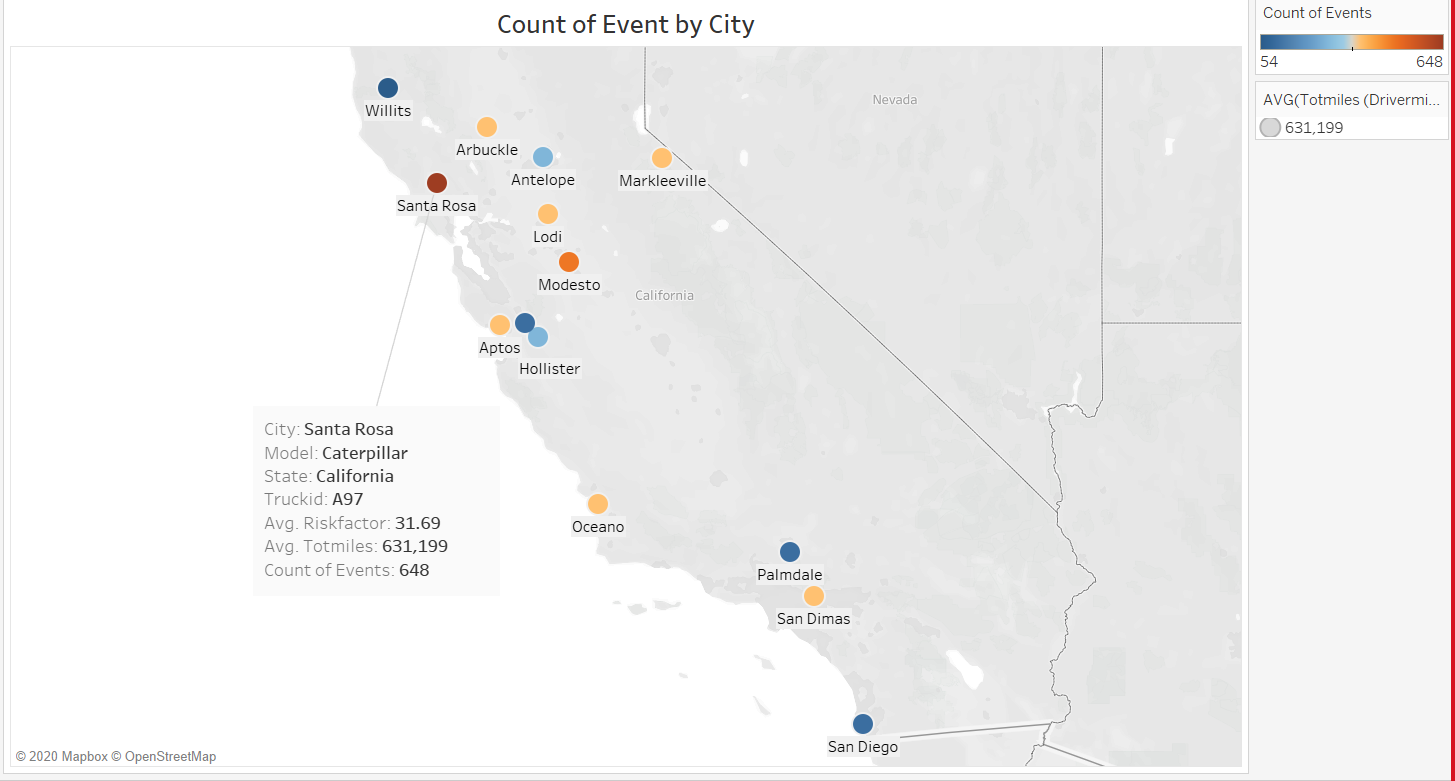 Count of Event by City
Count of Events
54
648
AVG(Totmiles (Drivermi...
631,199
Nevada
Willits
Arbuckle
Antelope
Markleeville
Santa Rosa
Lodi
Modesto
California
Aptos
Hollister
City: Santa Rosa
Model: Caterpillar
State: California
Truckid: A97
Avg. Riskfactor: 31.69
Avg. Totmiles: 631,199
Count of Events: 648
Oceano
Palmdale
San Dimas
San Diego
© 2020 Mapbox © OpenStreetMap